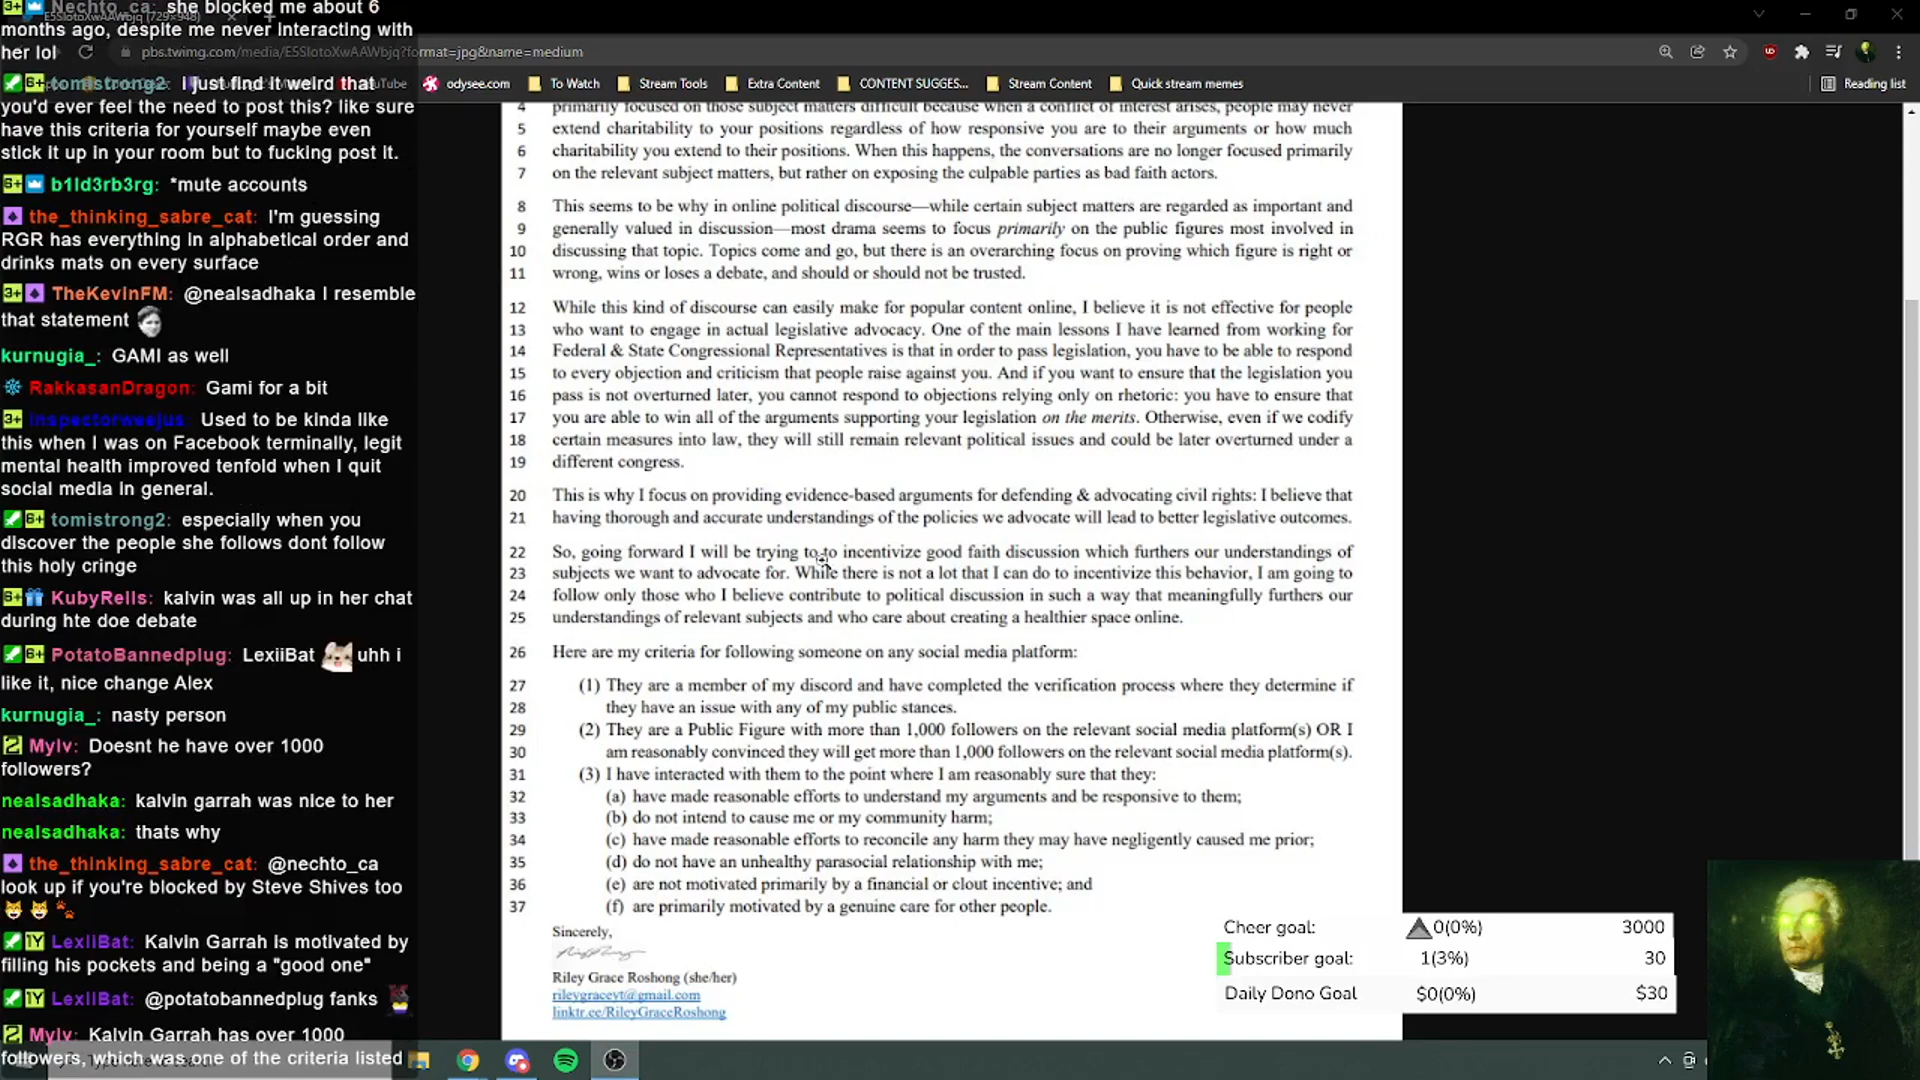 Nechto_ca: she blocked me about 6
months ago, despite me never interacting with
her lol
tomistrong2: I just find it weird that
you'd ever feel the need to post this? like sure
have this criteria for yourself maybe even
stick it up in your room but to fucking post it.
b1ld3rb3rg: *mute accounts
the_thinking_sabre_cat: I'm guessing
RGR has everything in alphabetical order and
drinks mats on every surface
TheKevinFM: @nealsadhaka I resemble
that statement
kurnugia_: GAMI as well
RakkasanDragon: Gami for a bit
inspectorweejus: Used to be kinda like
this when I was on Facebook terminally, legit
mental health improved tenfold when I quit
social media in general.
tomistrong2: especially when you
discover the people she follows dont follow
this holy cringe
KubyRells: kalvin was all up in her chat
during hte doe debate
PotatoBannedplug: LexiiBat uhh i
like it, nice change Alex
kurnugia_: nasty person
Mylv: Doesnt he have over 1000
followers?
nealsadhaka: kalvin garrah was nice to her
nealsadhaka: thats why
the_thinking_sabre_cat: @nechto_ca
look up if you're blocked by Steve Shives too
LexiiBat: Kalvin Garrah is motivated by
filling his pockets and being a "good one"
LexiiBat: @potatobannedplug fanks
Mylv: Kalvin Garrah has over 1000
followers, which was one of the criteria listed
E5SlotoXwAAWbjq (729×948)
pbs.twimg.com/media/E5SlotoXwAAWbjq?format=jpg&name=medium
YouTube odysee.com To Watch Stream Tools Extra Content CONTENT SUGGES... Stream Content Quick stream memes Reading list
4 primarily focused on those subject matters difficult because when a conflict of interest arises, people may never
5 extend charitability to your positions regardless of how responsive you are to their arguments or how much
6 charitability you extend to their positions. When this happens, the conversations are no longer focused primarily
7 on the relevant subject matters, but rather on exposing the culpable parties as bad faith actors.
8 This seems to be why in online political discourse—while certain subject matters are regarded as important and
9 generally valued in discussion—most drama seems to focus primarily on the public figures most involved in
10 discussing that topic. Topics come and go, but there is an overarching focus on proving which figure is right or
11 wrong, wins or loses a debate, and should or should not be trusted.
12 While this kind of discourse can easily make for popular content online, I believe it is not effective for people
13 who want to engage in actual legislative advocacy. One of the main lessons I have learned from working for
14 Federal & State Congressional Representatives is that in order to pass legislation, you have to be able to respond
15 to every objection and criticism that people raise against you. And if you want to ensure that the legislation you
16 pass is not overturned later, you cannot respond to objections relying only on rhetoric: you have to ensure that
17 you are able to win all of the arguments supporting your legislation on the merits. Otherwise, even if we codify
18 certain measures into law, they will still remain relevant political issues and could be later overturned under a
19 different congress.
20 This is why I focus on providing evidence-based arguments for defending & advocating civil rights: I believe that
21 having thorough and accurate understandings of the policies we advocate will lead to better legislative outcomes.
22 So, going forward I will be trying to to incentivize good faith discussion which furthers our understandings of
23 subjects we want to advocate for. While there is not a lot that I can do to incentivize this behavior, I am going to
24 follow only those who I believe contribute to political discussion in such a way that meaningfully furthers our
25 understandings of relevant subjects and who care about creating a healthier space online.
26 Here are my criteria for following someone on any social media platform:
27 (1) They are a member of my discord and have completed the verification process where they determine if
28 they have an issue with any of my public stances.
29 (2) They are a Public Figure with more than 1,000 followers on the relevant social media platform(s) OR I
30 am reasonably convinced they will get more than 1,000 followers on the relevant social media platform(s).
31 (3) I have interacted with them to the point where I am reasonably sure that they:
32 (a) have made reasonable efforts to understand my arguments and be responsive to them;
33 (b) do not intend to cause me or my community harm;
34 (c) have made reasonable efforts to reconcile any harm they may have negligently caused me prior;
35 (d) do not have an unhealthy parasocial relationship with me;
36 (e) are not motivated primarily by a financial or clout incentive; and
37 (f) are primarily motivated by a genuine care for other people.
Sincerely,
Riley Grace Roshong (she/her)
rileygraceyt@gmail.com
linktr.ee/RileyGraceRoshong
Cheer goal: 0(0%) 3000
Subscriber goal: 1(3%) 30
Daily Dono Goal $0(0%) $30